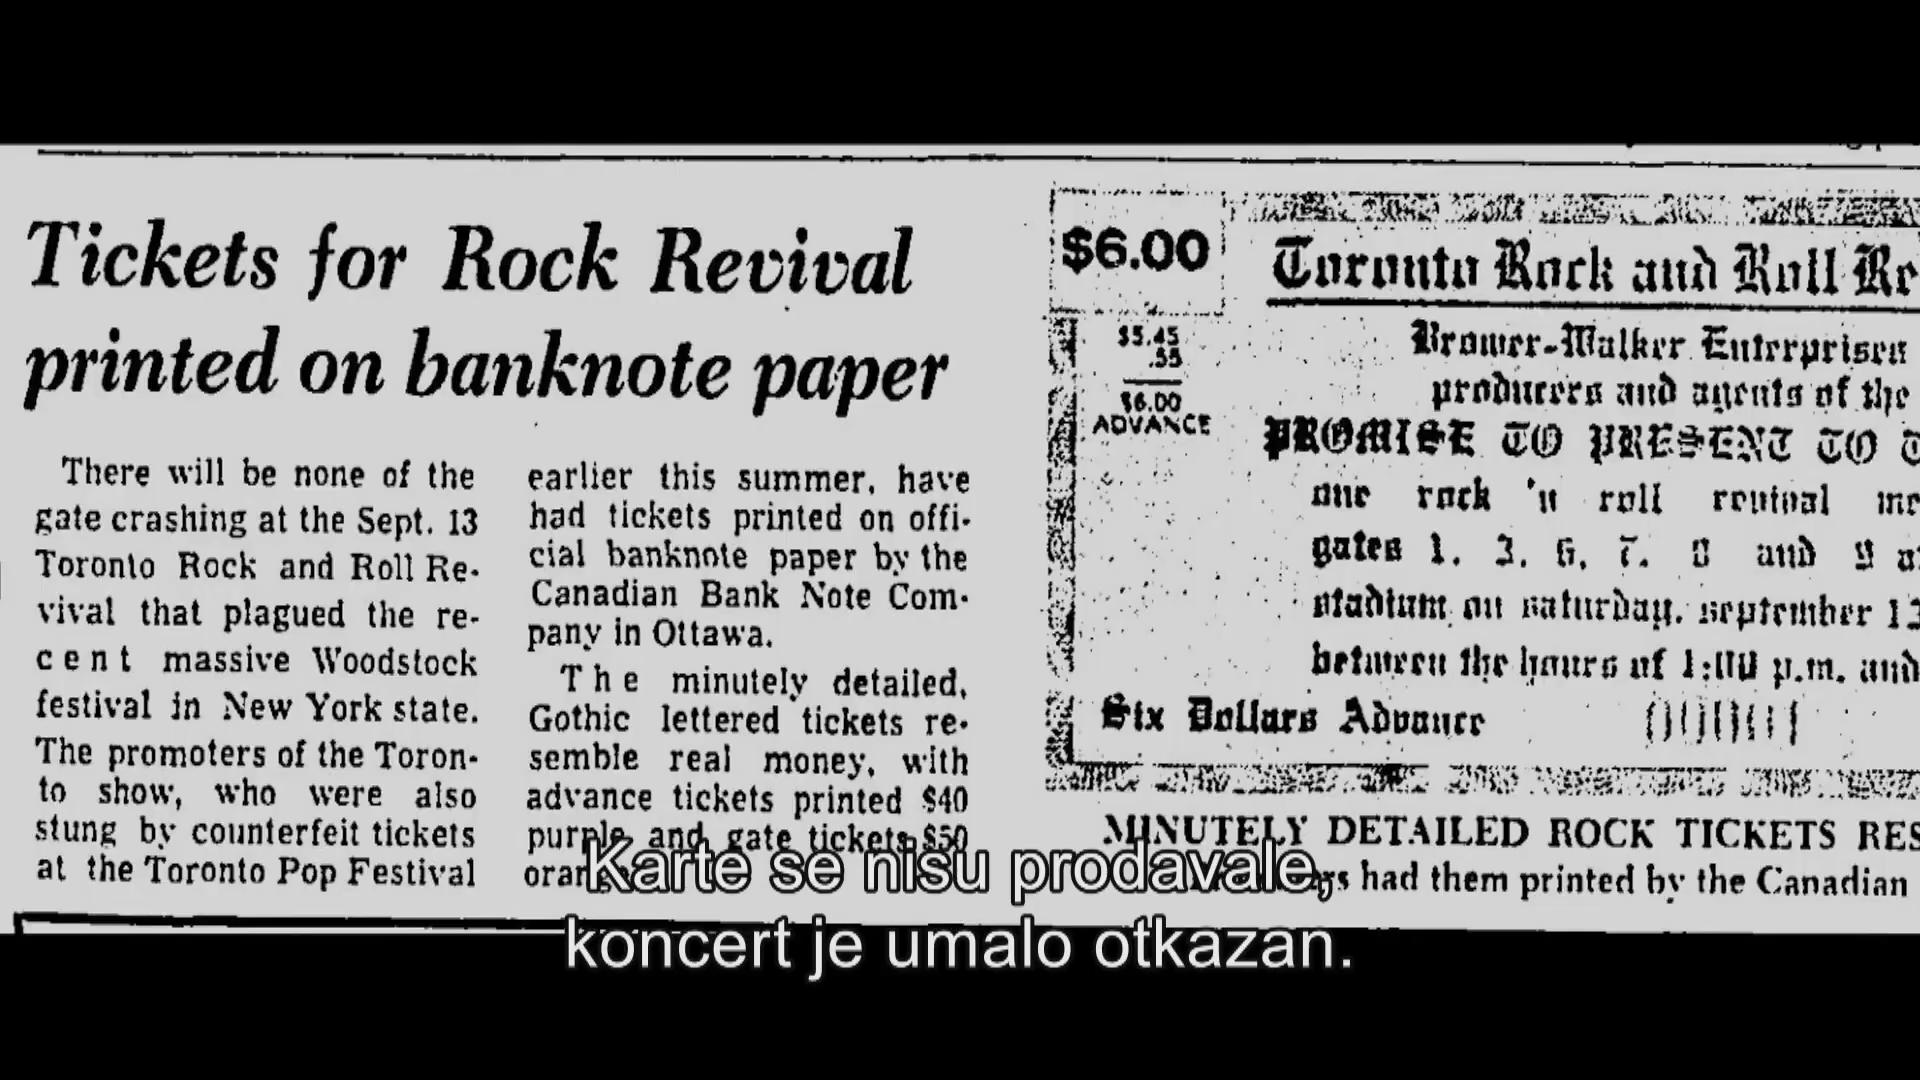 Tickets for Rock Revival
printed on banknote paper
There will be none of the
gate crashing at the Sept. 13
Toronto Rock and Roll Re-
vival that plagued the re-
cent massive Woodstock
festival in New York state.
The promoters of the Toron-
to show, who were also
stung by counterfeit tickets
at the Toronto Pop Festival
earlier this summer, have
had tickets printed on offi-
cial banknote paper by the
Canadian Bank Note Com-
pany in Ottawa.
The minutely detailed,
Gothic lettered tickets re-
semble real money, with
advance tickets printed $40
purple and gate tickets $50
$6.00
$5.45
.55
$6.00
ADVANCE
Toronto Rock and Roll Re
Brower-Walker Enterprises
producers and agents of the
PROMISE TO PRESENT TO T
one rock 'n roll revival
gates 1, 3, 6, 7, 8 and 9
stadium on saturday, september 13
between the hours of 1:00 p.m. and
Six Dollars Advance
MINUTELY DETAILED ROCK TICKETS RES
had them printed by the Canadian
Karte se nisu prodavale,
koncert je umalo otkazan.